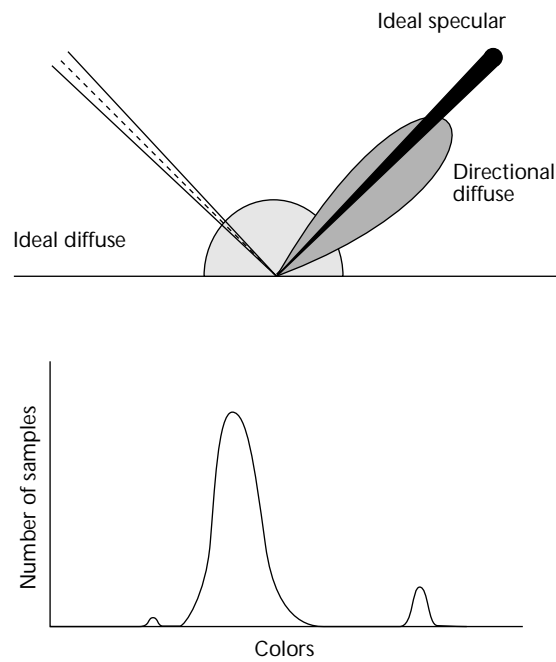 Ideal specular
Directional
diffuse
Ideal diffuse
Number of samples
Colors